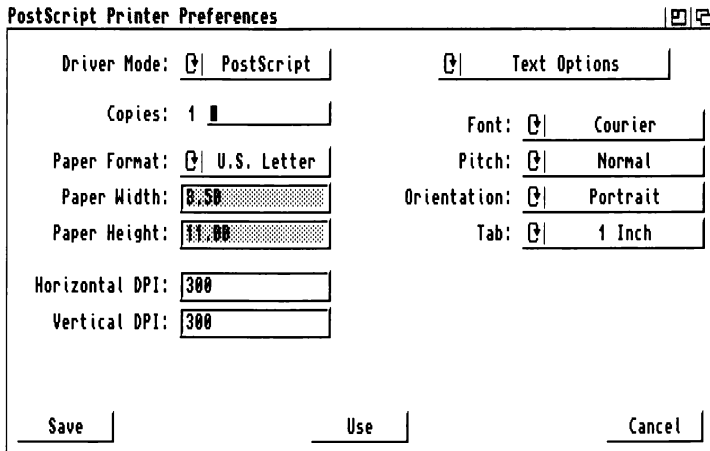 PostScript Printer Preferences
Driver Mode: PostScript
Text Options
Copies: 1
Font: Courier
Paper Format: U.S. Letter
Pitch: Normal
Paper Width: 8.50
Orientation: Portrait
Paper Height: 11.00
Tab: 1 Inch
Horizontal DPI: 300
Vertical DPI: 300
Save Use Cancel